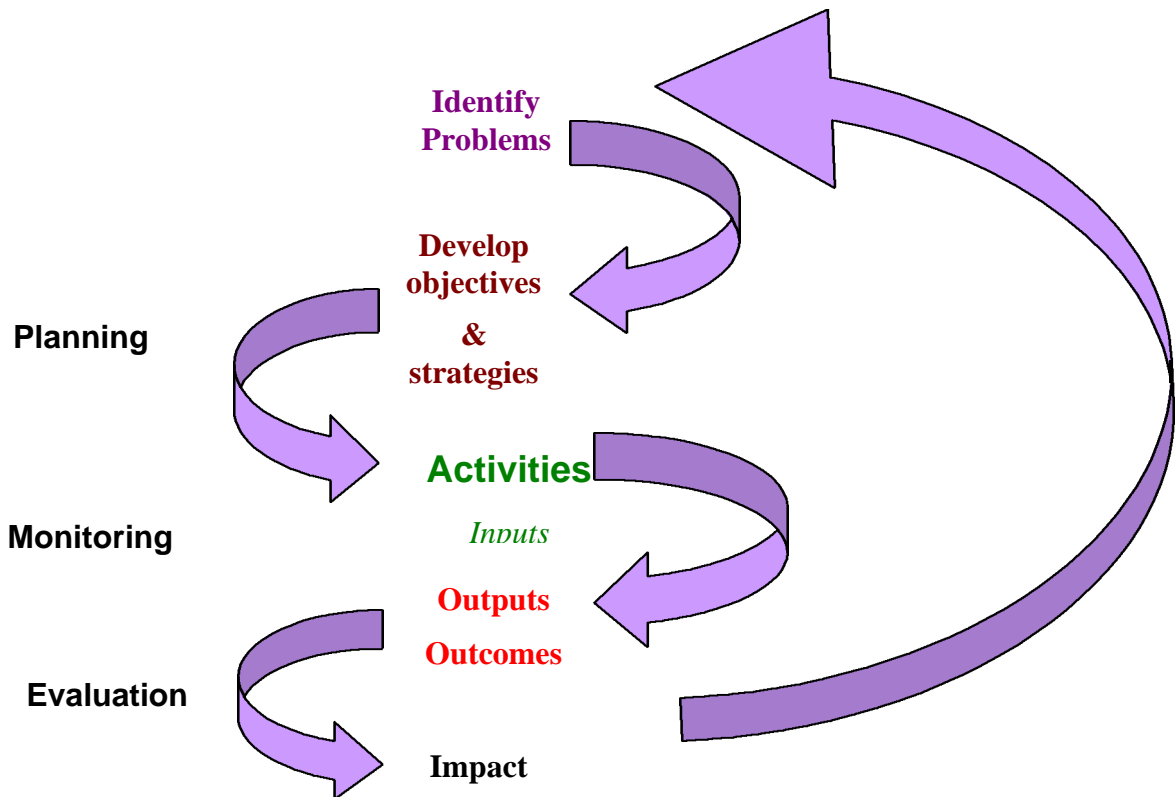 Identify
Problems
Develop
objectives
Planning
&
strategies
Activities
Monitoring
Inputs
Outputs
Outcomes
Evaluation
Impact